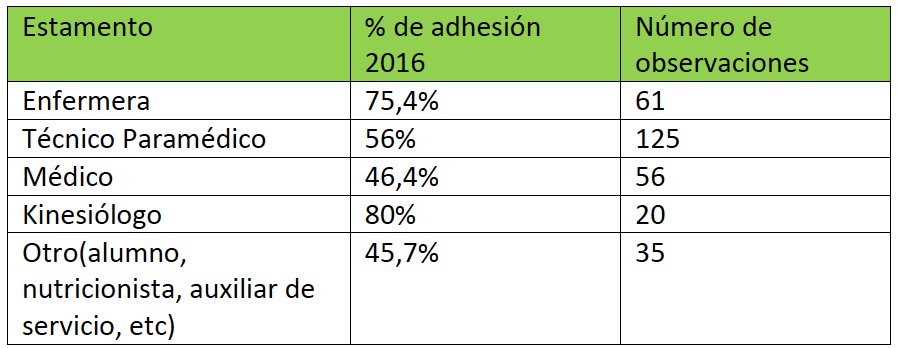 Estamento
% de adhesión
2016
Número de
observaciones
Enfermera
75,4%
61
Técnico Paramédico
56%
125
Médico
46,4%
56
Kinesiólogo
80%
20
Otro(alumno,
nutricionista, auxiliar de
servicio, etc)
45,7%
35